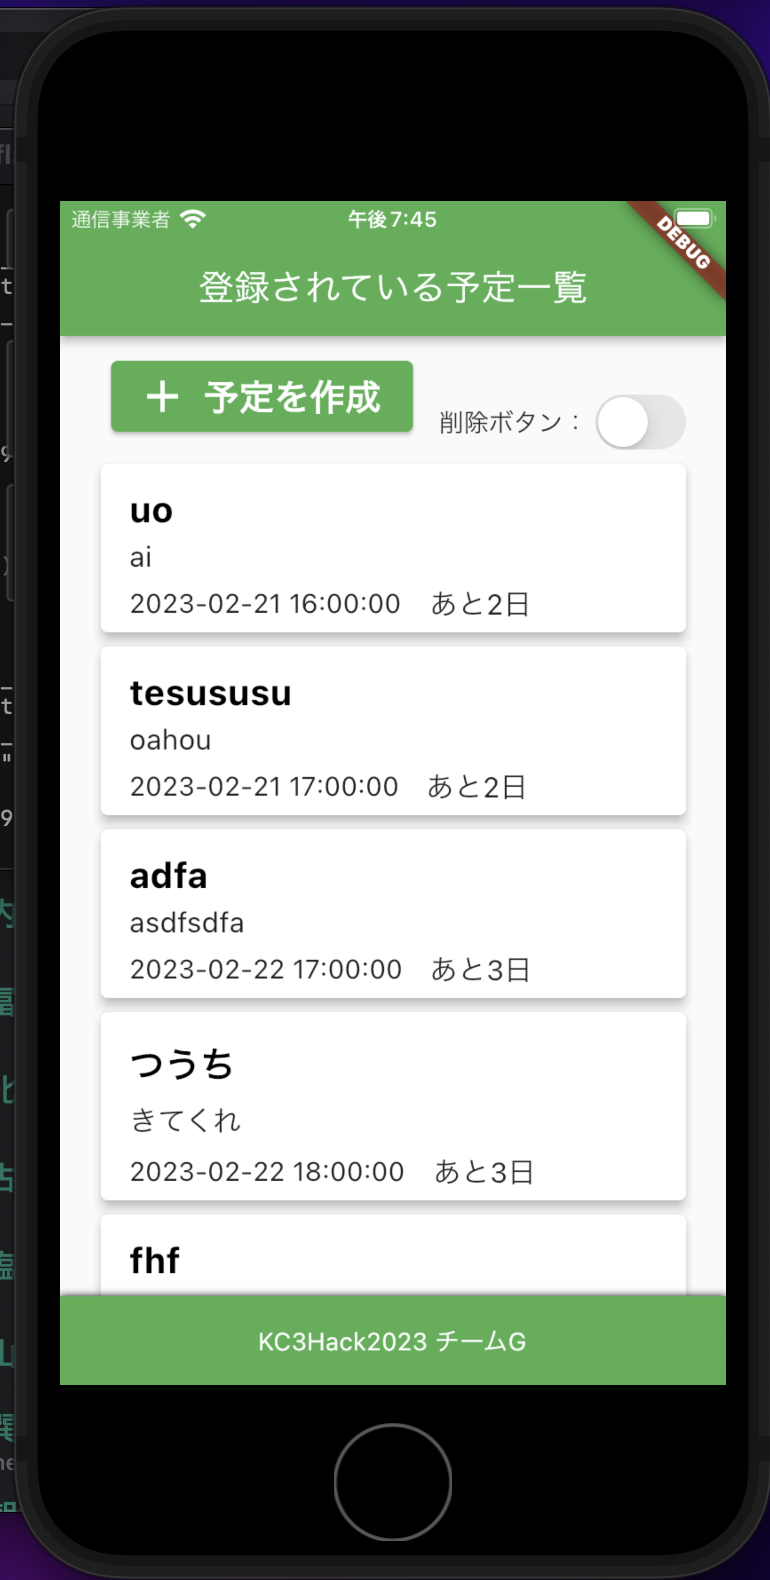 通信事業者
午後7:45
DEBUG
登録されている予定一覧
+ 予定を作成
削除ボタン：
uo
ai
2023-02-21 16:00:00 あと2日
tesususu
oahou
2023-02-21 17:00:00 あと2日
adfa
asdfsdfa
2023-02-22 17:00:00 あと3日
つうち
きてくれ
2023-02-22 18:00:00 あと3日
fhf
KC3Hack2023 チームG